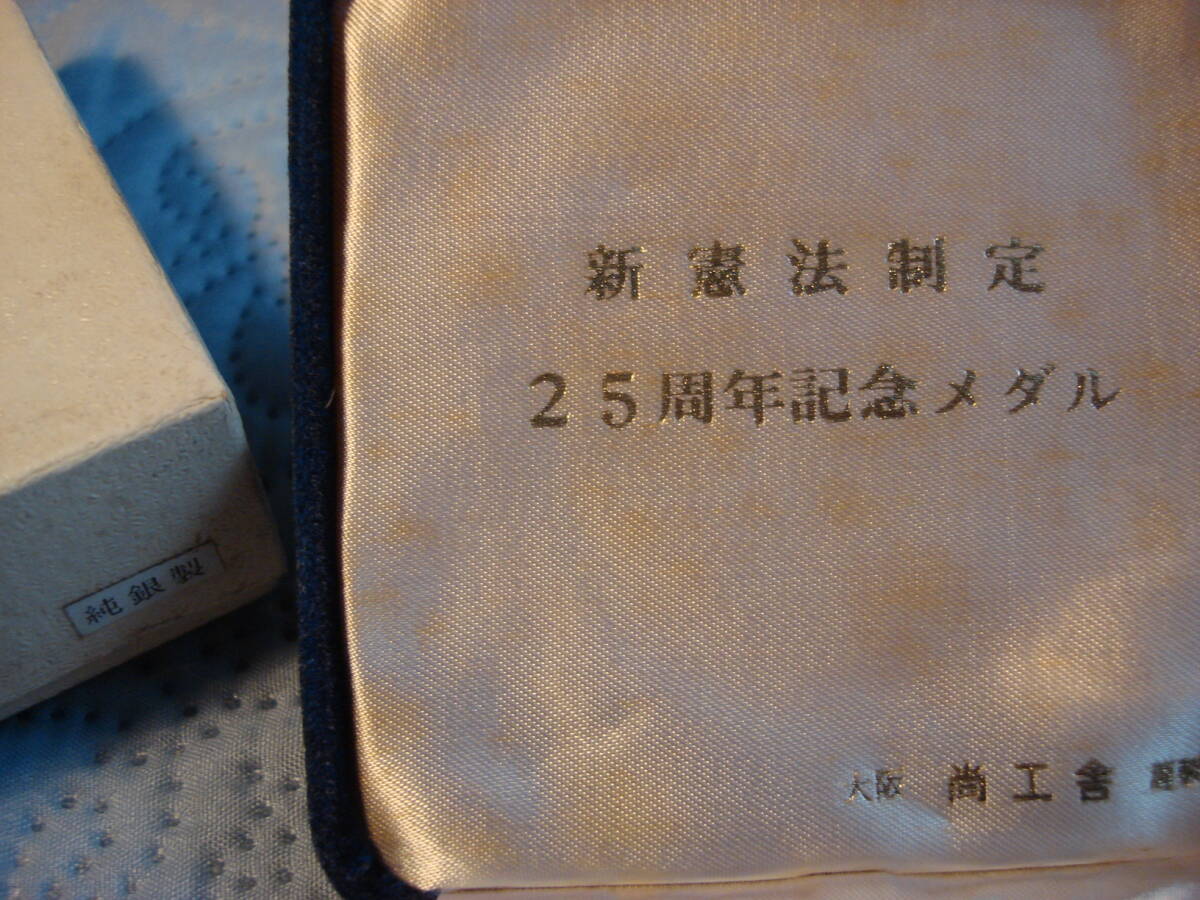 新憲法制定
25周年記念メダル
大阪 尚工舎
純銀製